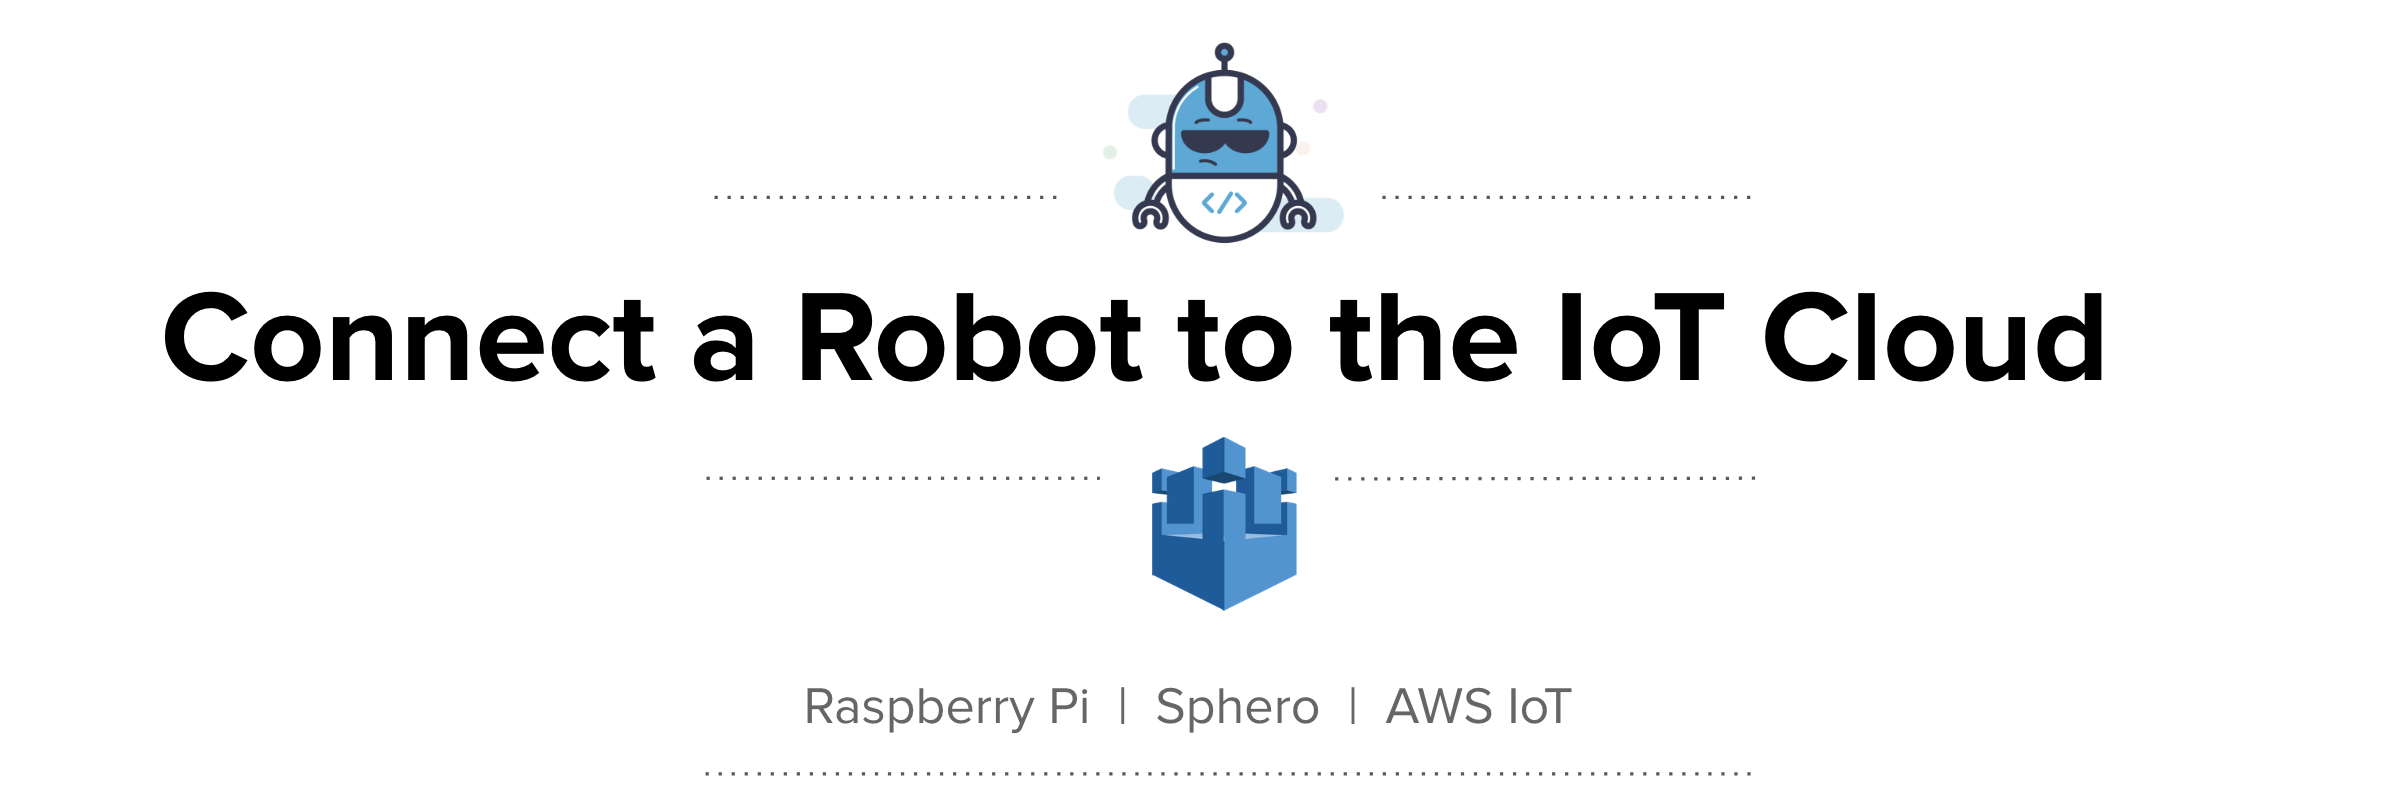 </>
Connect a Robot to the IoT Cloud
Raspberry Pi | Sphero | AWS IoT